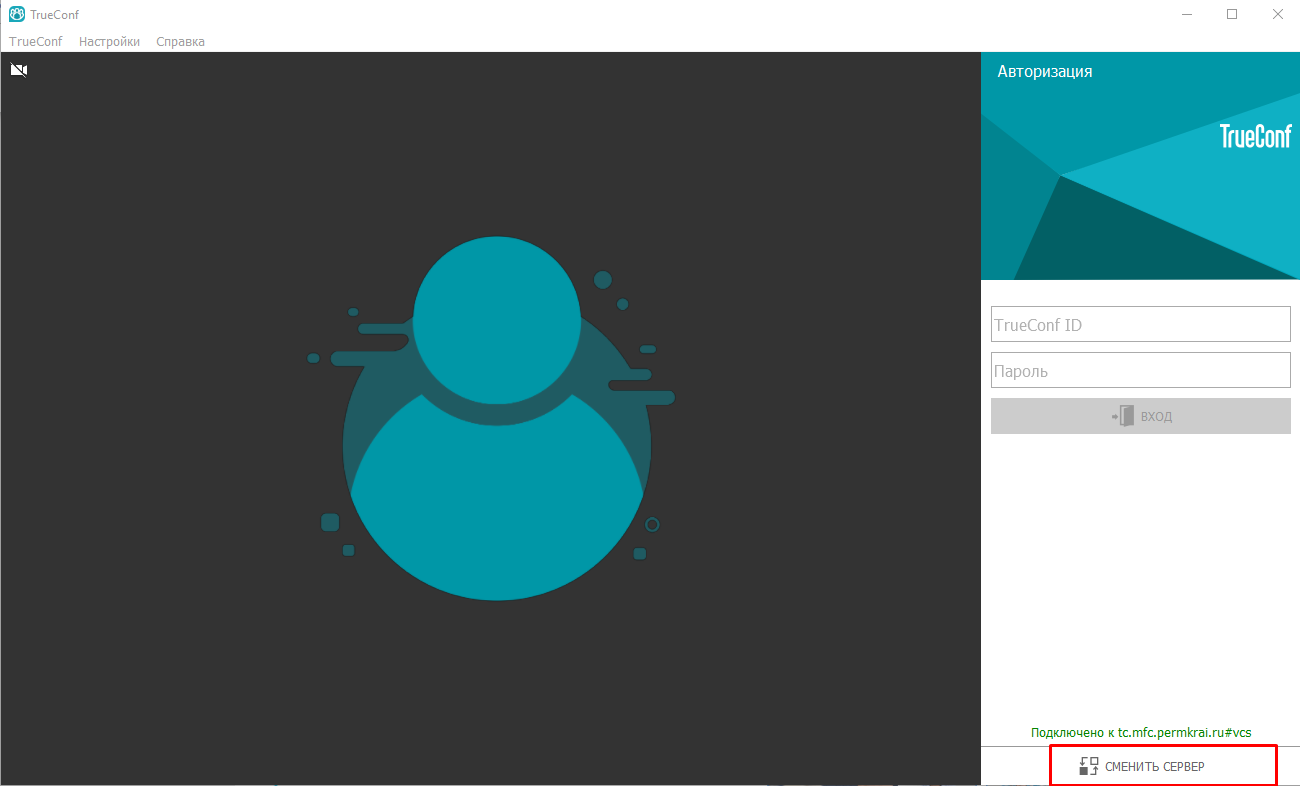 TrueConf
TrueConf Настройки Справка
Авторизация
TrueConf
TrueConf ID
Пароль
ВХОД
Подключено к tc.mfc.permkrai.ru#vcs
СМЕНИТЬ СЕРВЕР